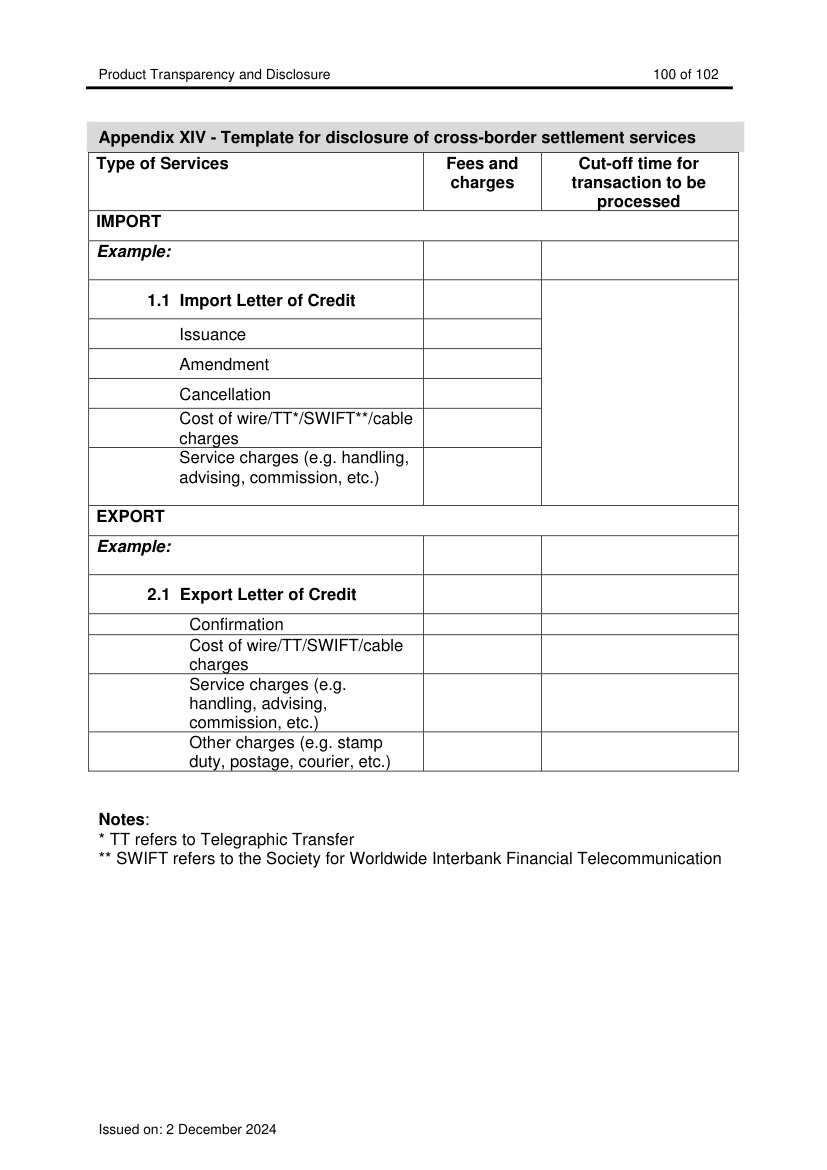 Product Transparency and Disclosure 100 of 102
Appendix XIV - Template for disclosure of cross-border settlement services
Type of Services Fees and charges Cut-off time for transaction to be processed
IMPORT
Example:
1.1 Import Letter of Credit
Issuance
Amendment
Cancellation
Cost of wire/TT*/SWIFT**/cable
charges
Service charges (e.g. handling,
advising, commission, etc.)
EXPORT
Example:
2.1 Export Letter of Credit
Confirmation
Cost of wire/TT/SWIFT/cable
charges
Service charges (e.g.
handling, advising,
commission, etc.)
Other charges (e.g. stamp
duty, postage, courier, etc.)
Notes:
* TT refers to Telegraphic Transfer
** SWIFT refers to the Society for Worldwide Interbank Financial Telecommunication
Issued on: 2 December 2024